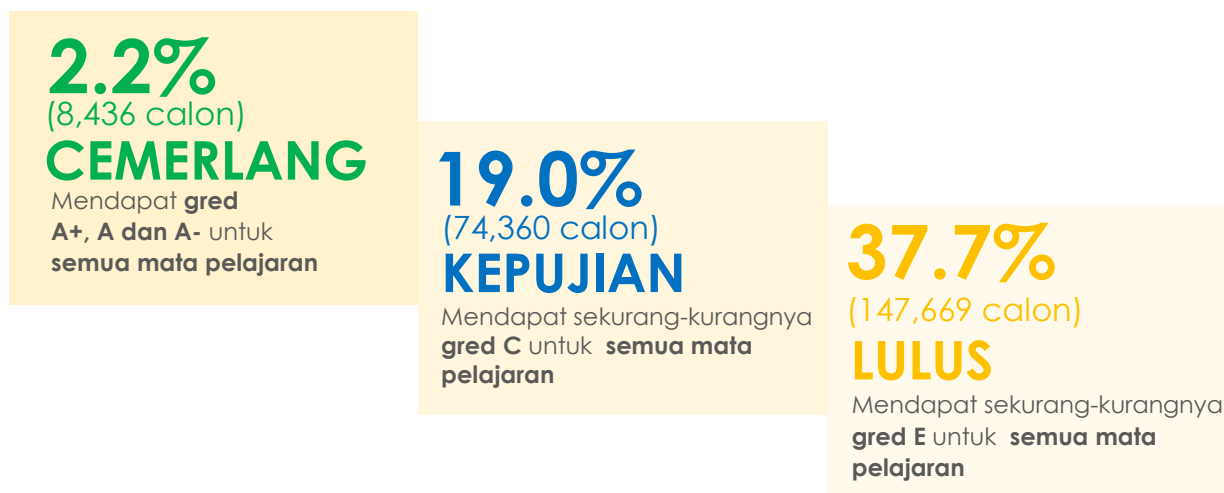 2.2%
(8,436 calon)
CEMERLANG
Mendapat gred
A+, A dan A- untuk
semua mata pelajaran
19.0%
(74,360 calon)
KEPUJIAN
Mendapat sekurang-kurangnya
gred C untuk semua mata
pelajaran
37.7%
(147,669 calon)
LULUS
Mendapat sekurang-kurangnya
gred E untuk semua mata
pelajaran